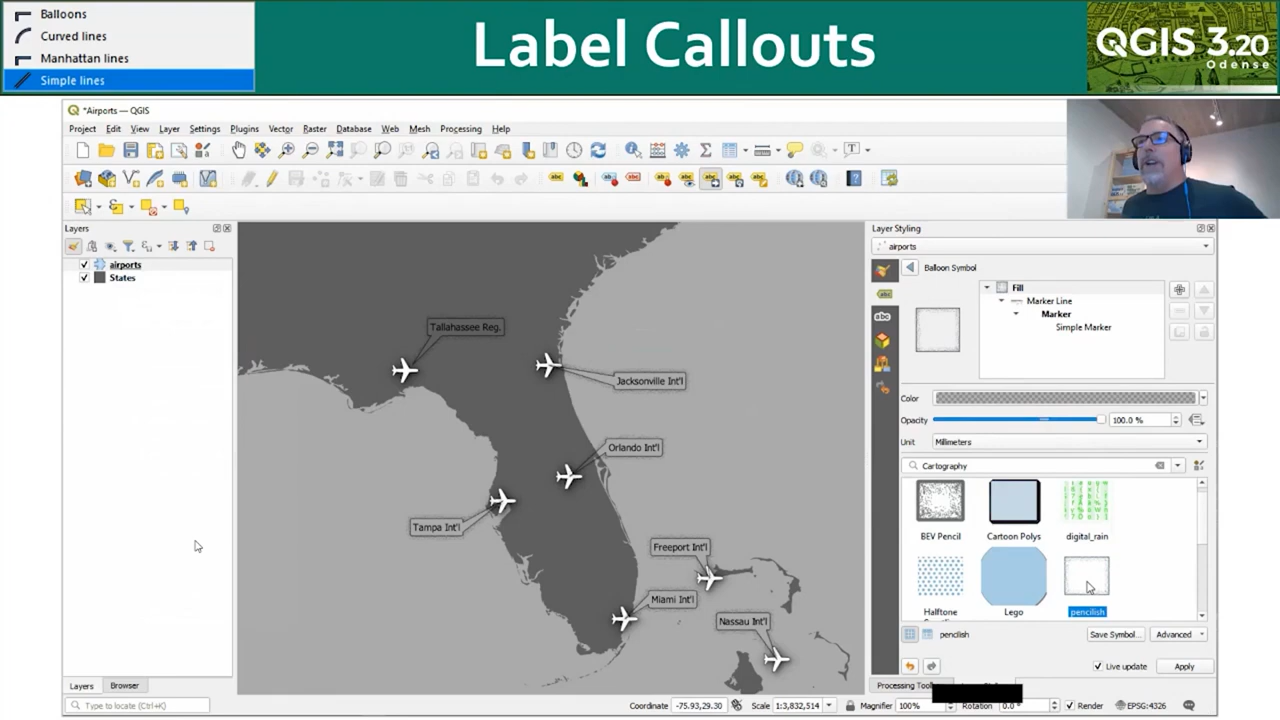 Balloons
Curved lines
Manhattan lines
Simple lines
Label Callouts
QGIS 3.20
Odense
*Airports — QGIS
Project Edit View Layer Settings Plugins Vector Raster Database Web Mesh Processing Help
Layers
airports
States
Tallahassee Reg.
Jacksonville Int'l
Orlando Int'l
Tampa Int'l
Freeport Int'l
Miami Int'l
Nassau Int'l
Layer Styling
airports
Balloon Symbol
Fill
Marker Line
Marker
Simple Marker
Color
Opacity 100.0 %
Unit Millimeters
Cartography
BEV Pencil Cartoon Polys digital_rain
Halftone Lego pencilish
pencilish Save Symbol... Advanced
Live update Apply
Layers Browser
Processing
Type to locate (Ctrl+K) Coordinate -75.93,29.30 Scale 1:3,832,514 Magnifier 100% Rotation 0.0 ° Render EPSG:4326